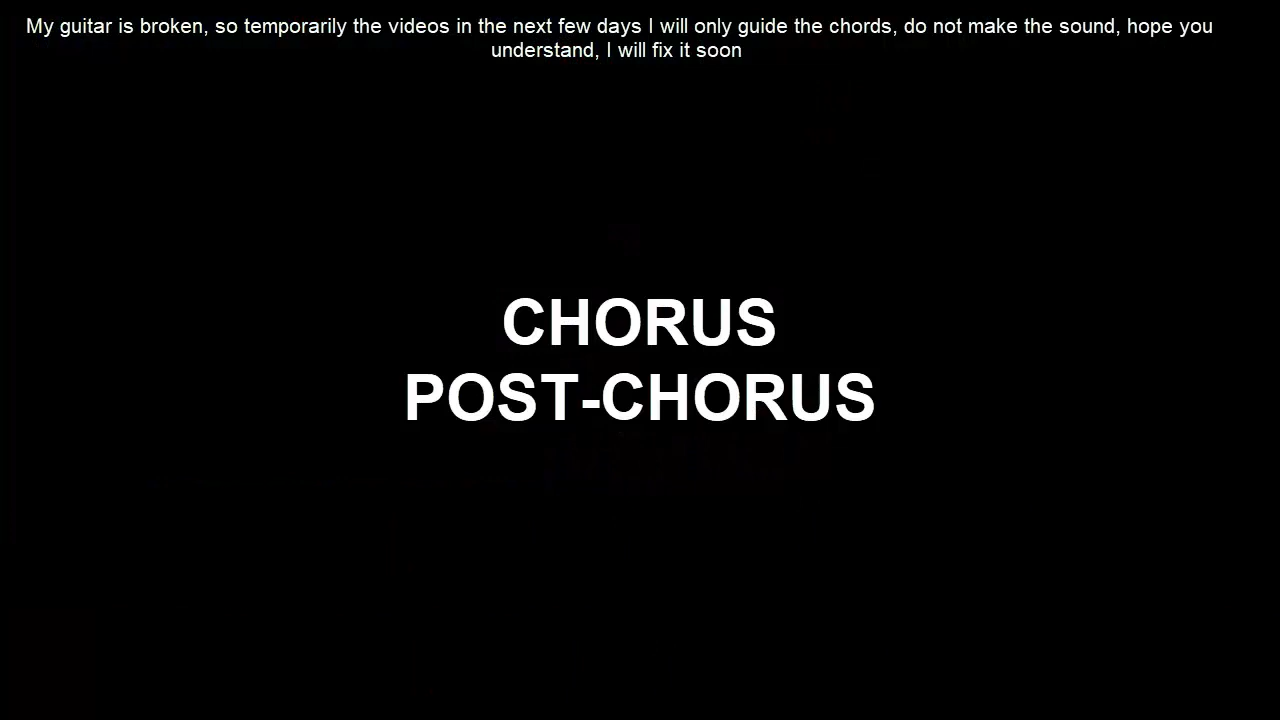 My guitar is broken, so temporarily the videos in the next few days I will only guide the chords, do not make the sound, hope you
understand, I will fix it soon
CHORUS
POST-CHORUS